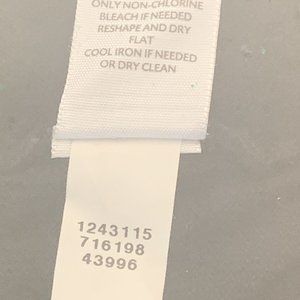 ONLY NON-CHLORINE
BLEACH IF NEEDED
RESHAPE AND DRY
FLAT
COOL IRON IF NEEDED
OR DRY CLEAN
1243115
716198
43996